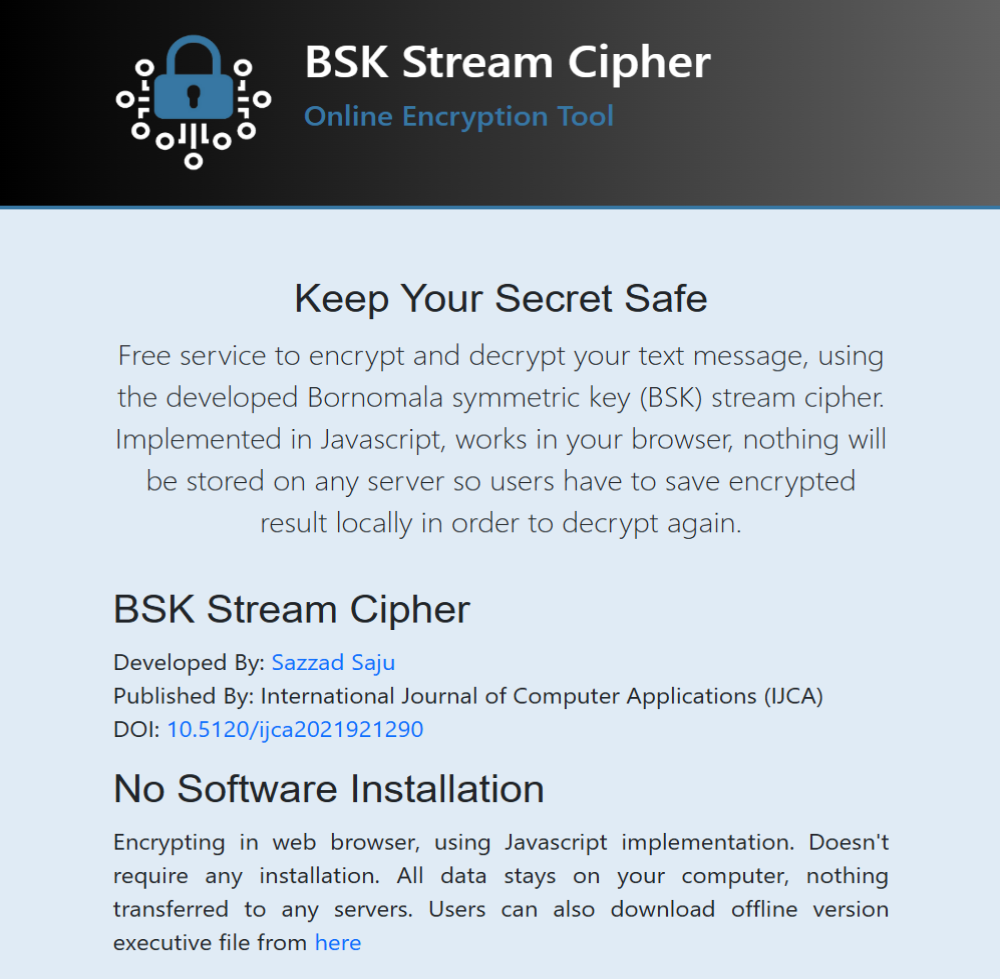 BSK Stream Cipher
Online Encryption Tool
Keep Your Secret Safe
Free service to encrypt and decrypt your text message, using
the developed Bornomala symmetric key (BSK) stream cipher.
Implemented in Javascript, works in your browser, nothing will
be stored on any server so users have to save encrypted
result locally in order to decrypt again.
BSK Stream Cipher
Developed By: Sazzad Saju
Published By: International Journal of Computer Applications (IJCA)
DOI: 10.5120/ijca2021921290
No Software Installation
Encrypting in web browser, using Javascript implementation. Doesn't
require any installation. All data stays on your computer, nothing
transferred to any servers. Users can also download offline version
executive file from here